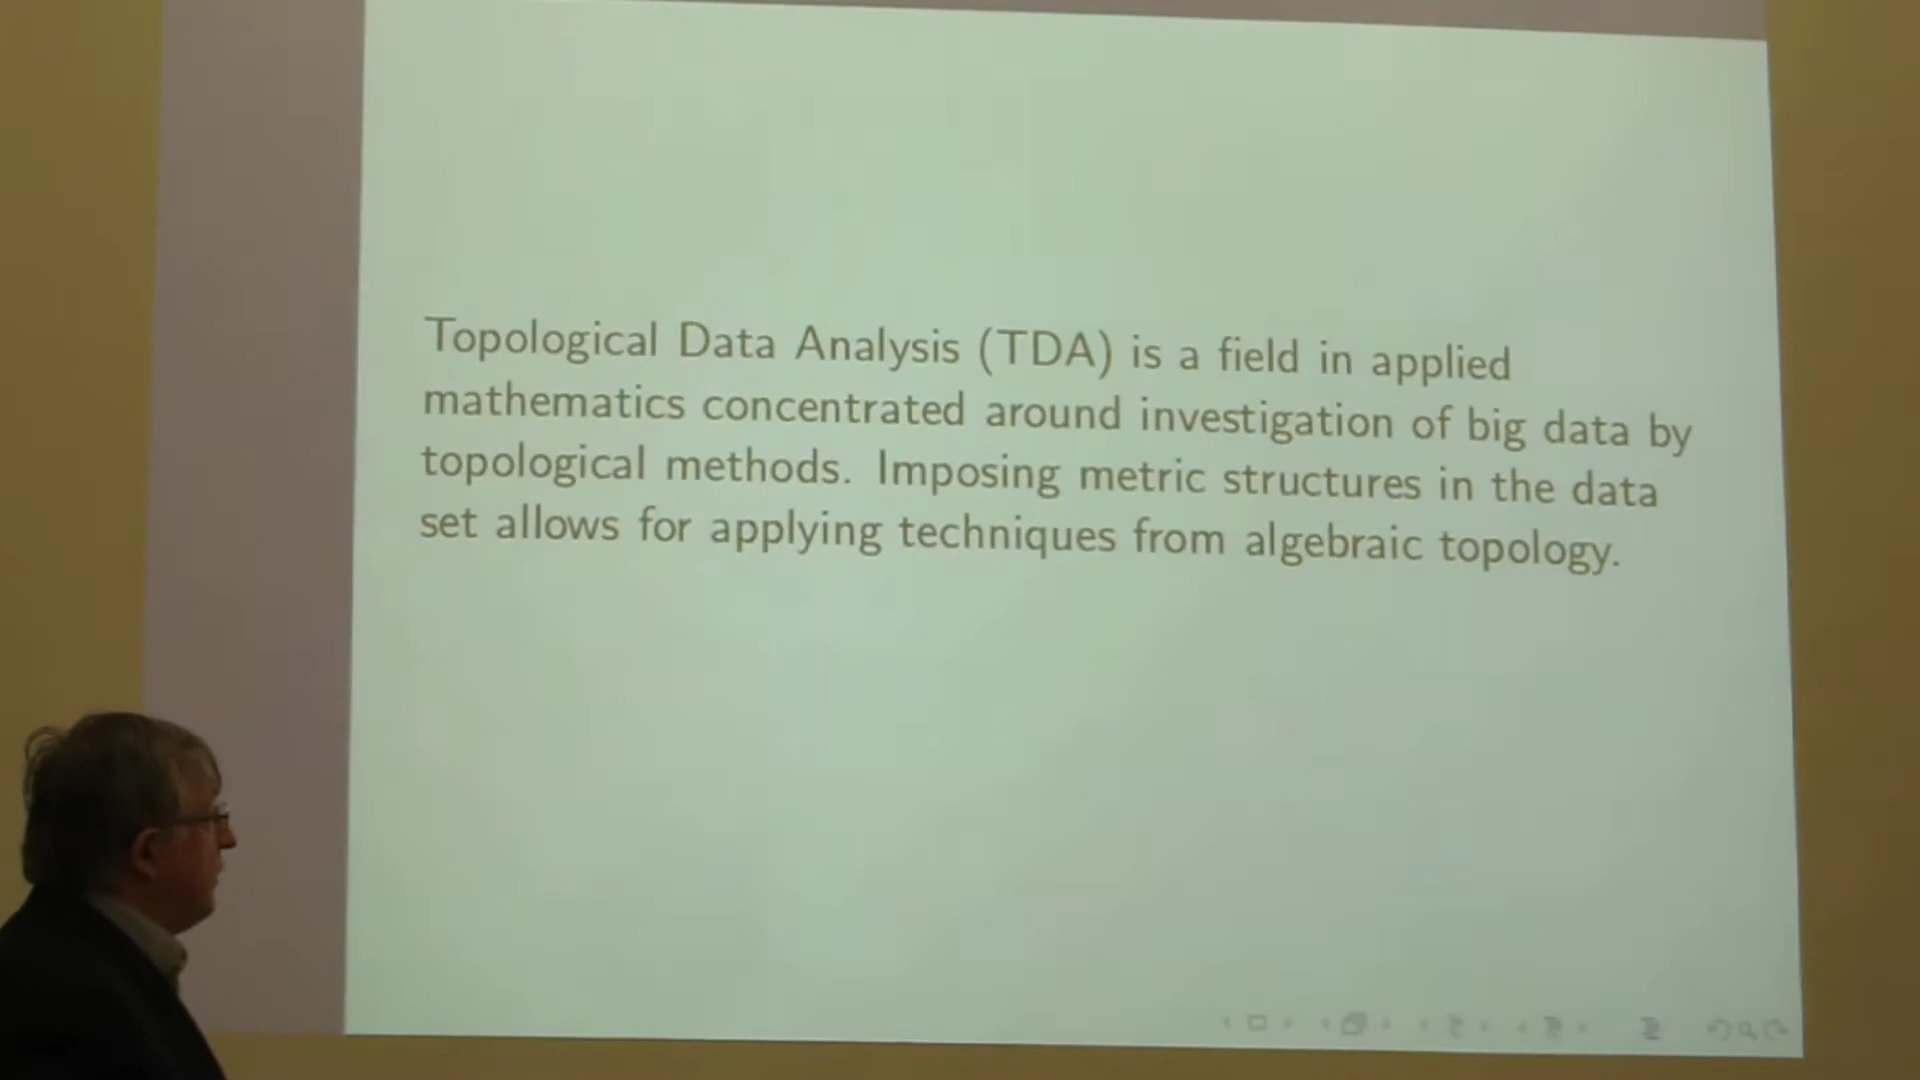 Topological Data Analysis (TDA) is a field in applied
mathematics concentrated around investigation of big data by
topological methods. Imposing metric structures in the data
set allows for applying techniques from algebraic topology.